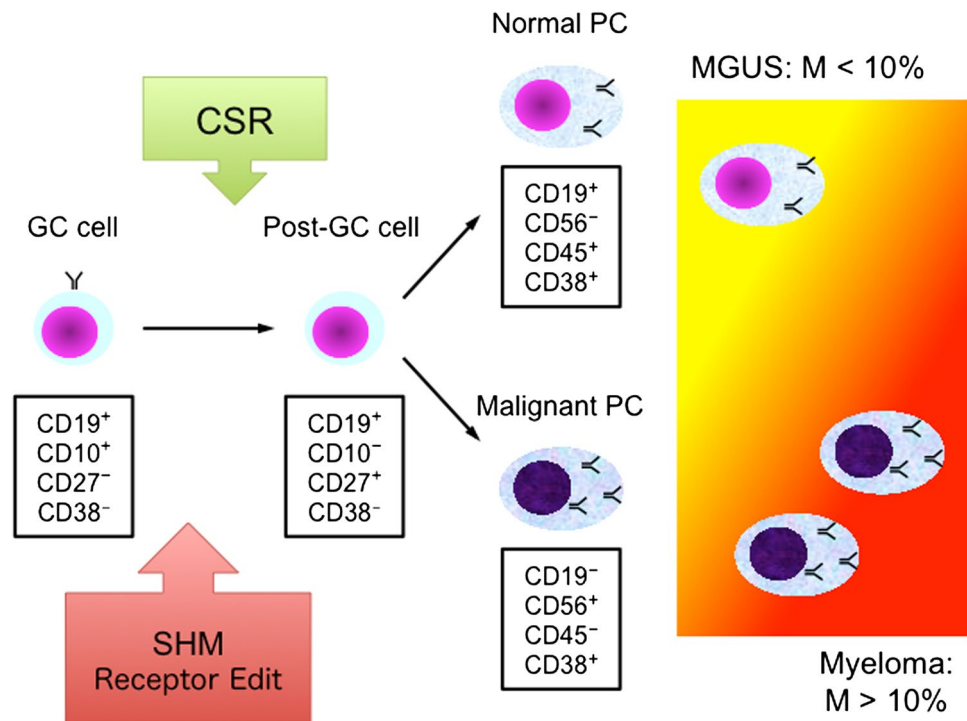 Normal PC
MGUS: M < 10%
CSR
CD19⁺
CD56⁻
CD45⁺
CD38⁺
GC cell
Post-GC cell
CD19⁺
CD10⁺
CD27⁻
CD38⁻
CD19⁺
CD10⁻
CD27⁺
CD38⁻
Malignant PC
CD19⁻
CD56⁺
CD45⁻
CD38⁺
SHM
Receptor Edit
Myeloma:
M > 10%